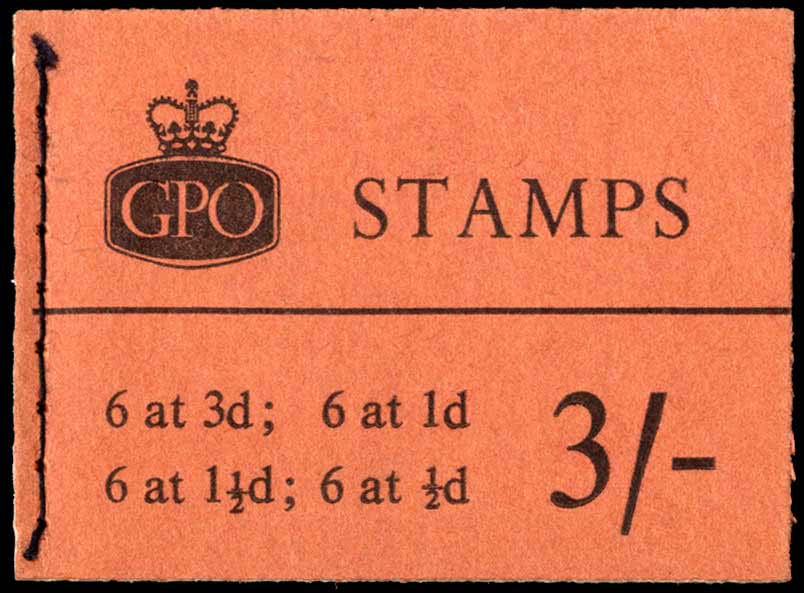 GPO STAMPS
6 at 3d; 6 at 1d
6 at 1½d; 6 at ½d
3/-